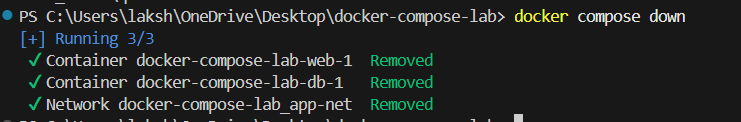 PS C:\Users\laksh\OneDrive\Desktop\docker-compose-lab> docker compose down
[+] Running 3/3
✔ Container docker-compose-lab-web-1 Removed
✔ Container docker-compose-lab-db-1 Removed
✔ Network docker-compose-lab_app-net Removed